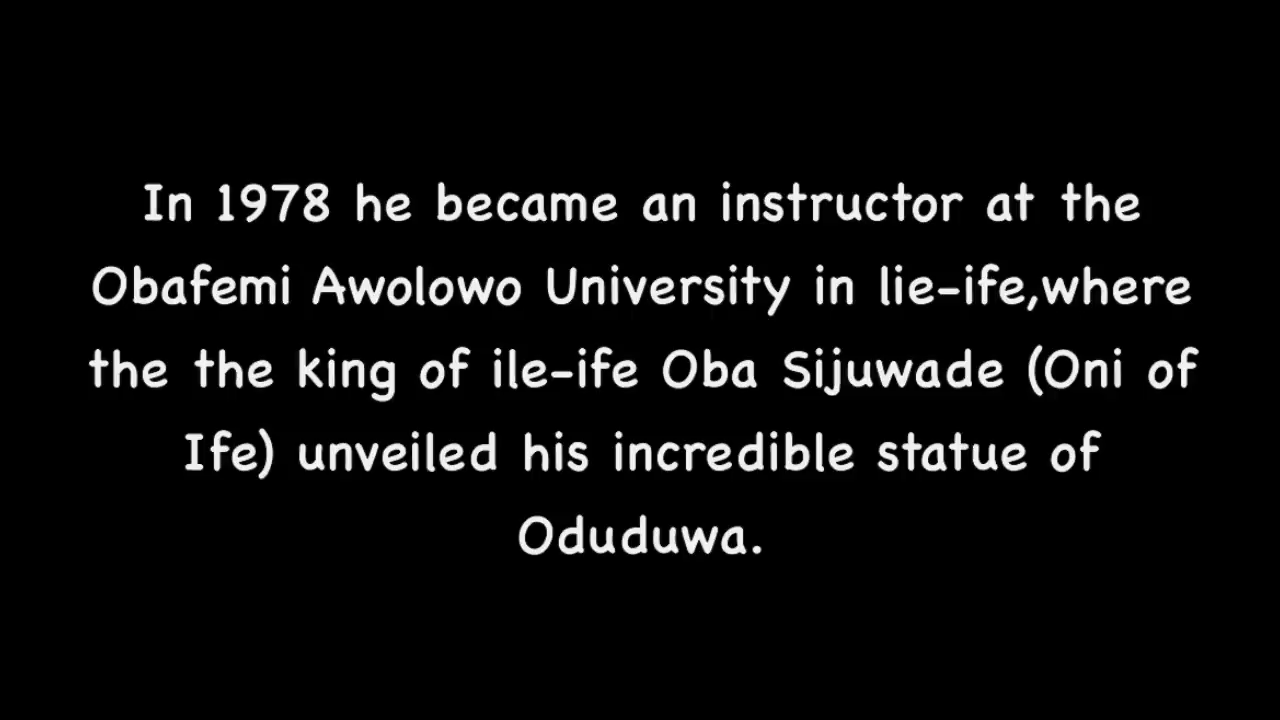 In 1978 he became an instructor at the
Obafemi Awolowo University in lie-ife,where
the the king of ile-ife Oba Sijuwade (Oni of
Ife) unveiled his incredible statue of
Oduduwa.